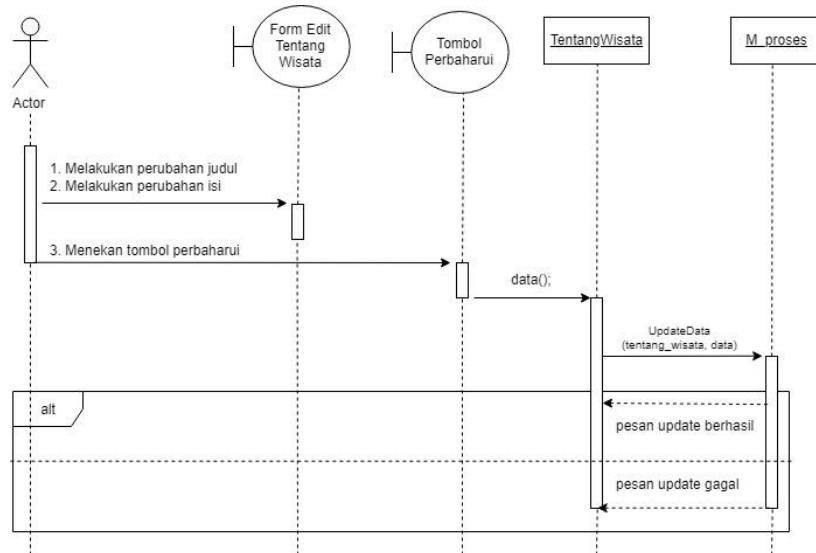 Form Edit
Tentang
Wisata
Tombol
Perbaharui
TentangWisata
M_proses
Actor
1. Melakukan perubahan judul
2. Melakukan perubahan isi
3. Menekan tombol perbaharui
data();
UpdateData
(tentang_wisata, data)
alt
pesan update berhasil
pesan update gagal